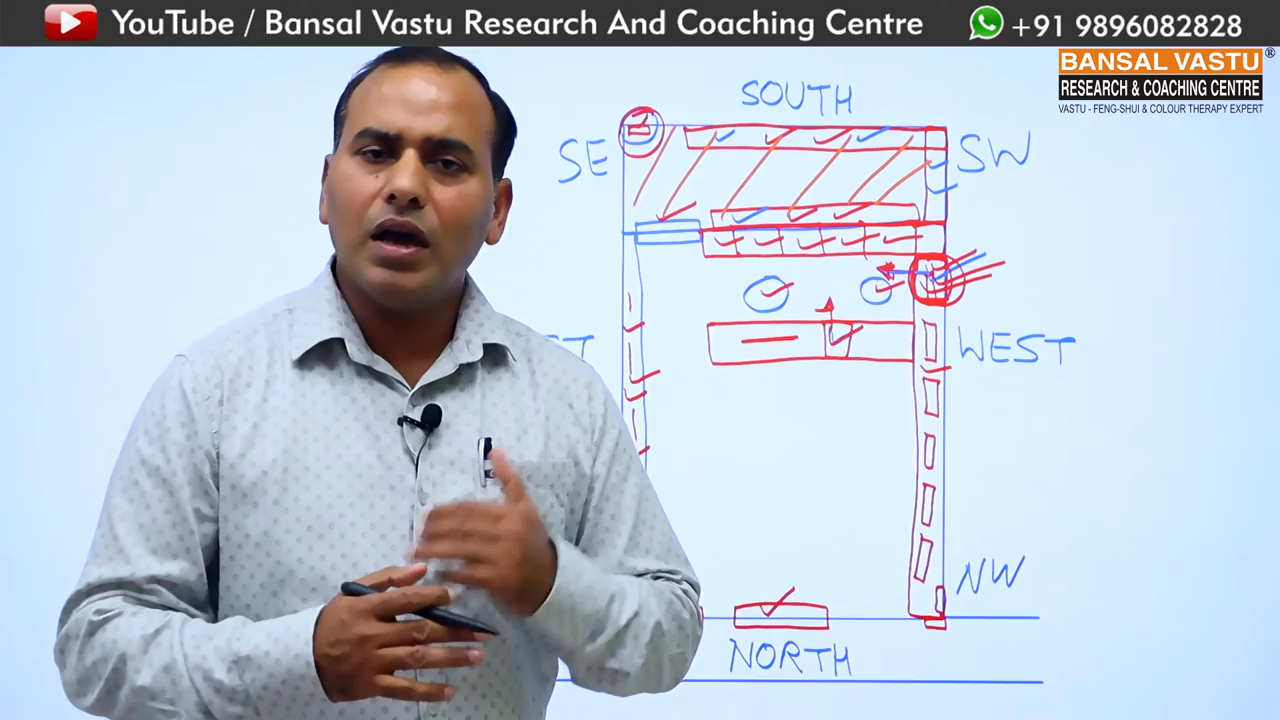 YouTube / Bansal Vastu Research And Coaching Centre
+91 9896082828
BANSAL VASTU®
RESEARCH & COACHING CENTRE
VASTU - FENG-SHUI & COLOUR THERAPY EXPERT
SOUTH
SE
SW
ST
WEST
NW
NORTH